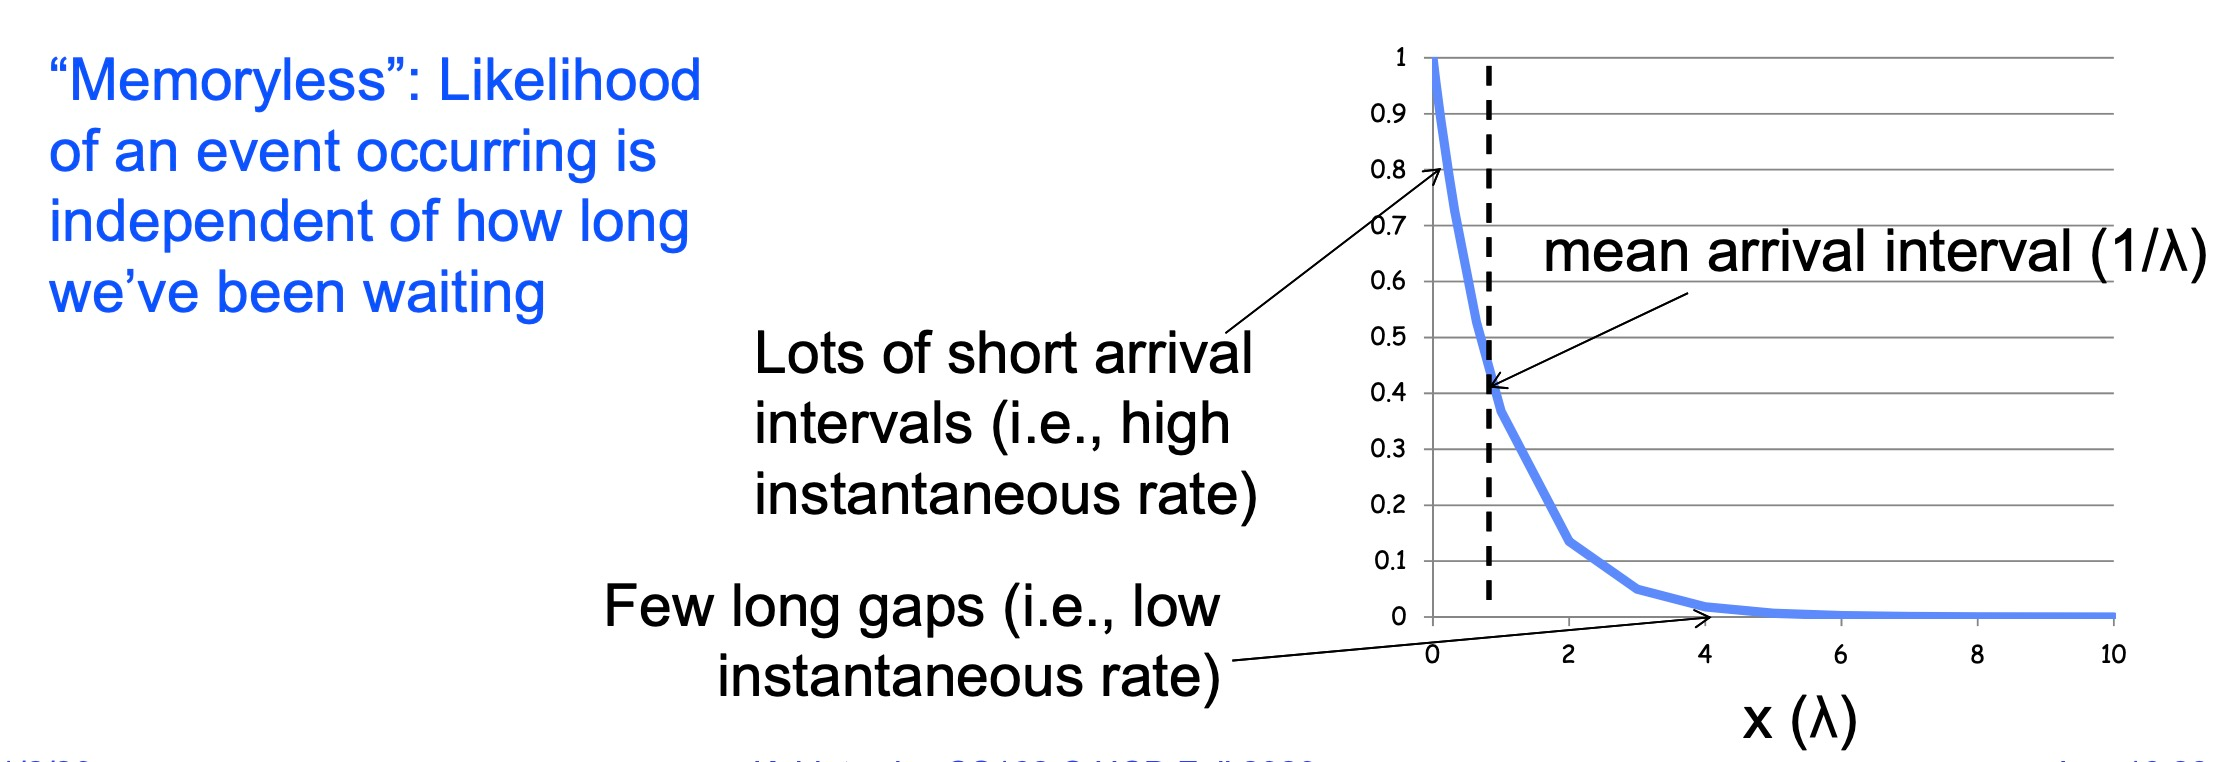 “Memoryless”: Likelihood
of an event occurring is
independent of how long
we’ve been waiting
Lots of short arrival
intervals (i.e., high
instantaneous rate)
Few long gaps (i.e., low
instantaneous rate)
1
0.9
0.8
0.7
0.6
0.5
0.4
0.3
0.2
0.1
0
mean arrival interval (1/λ)
0 2 4 6 8 10
x (λ)